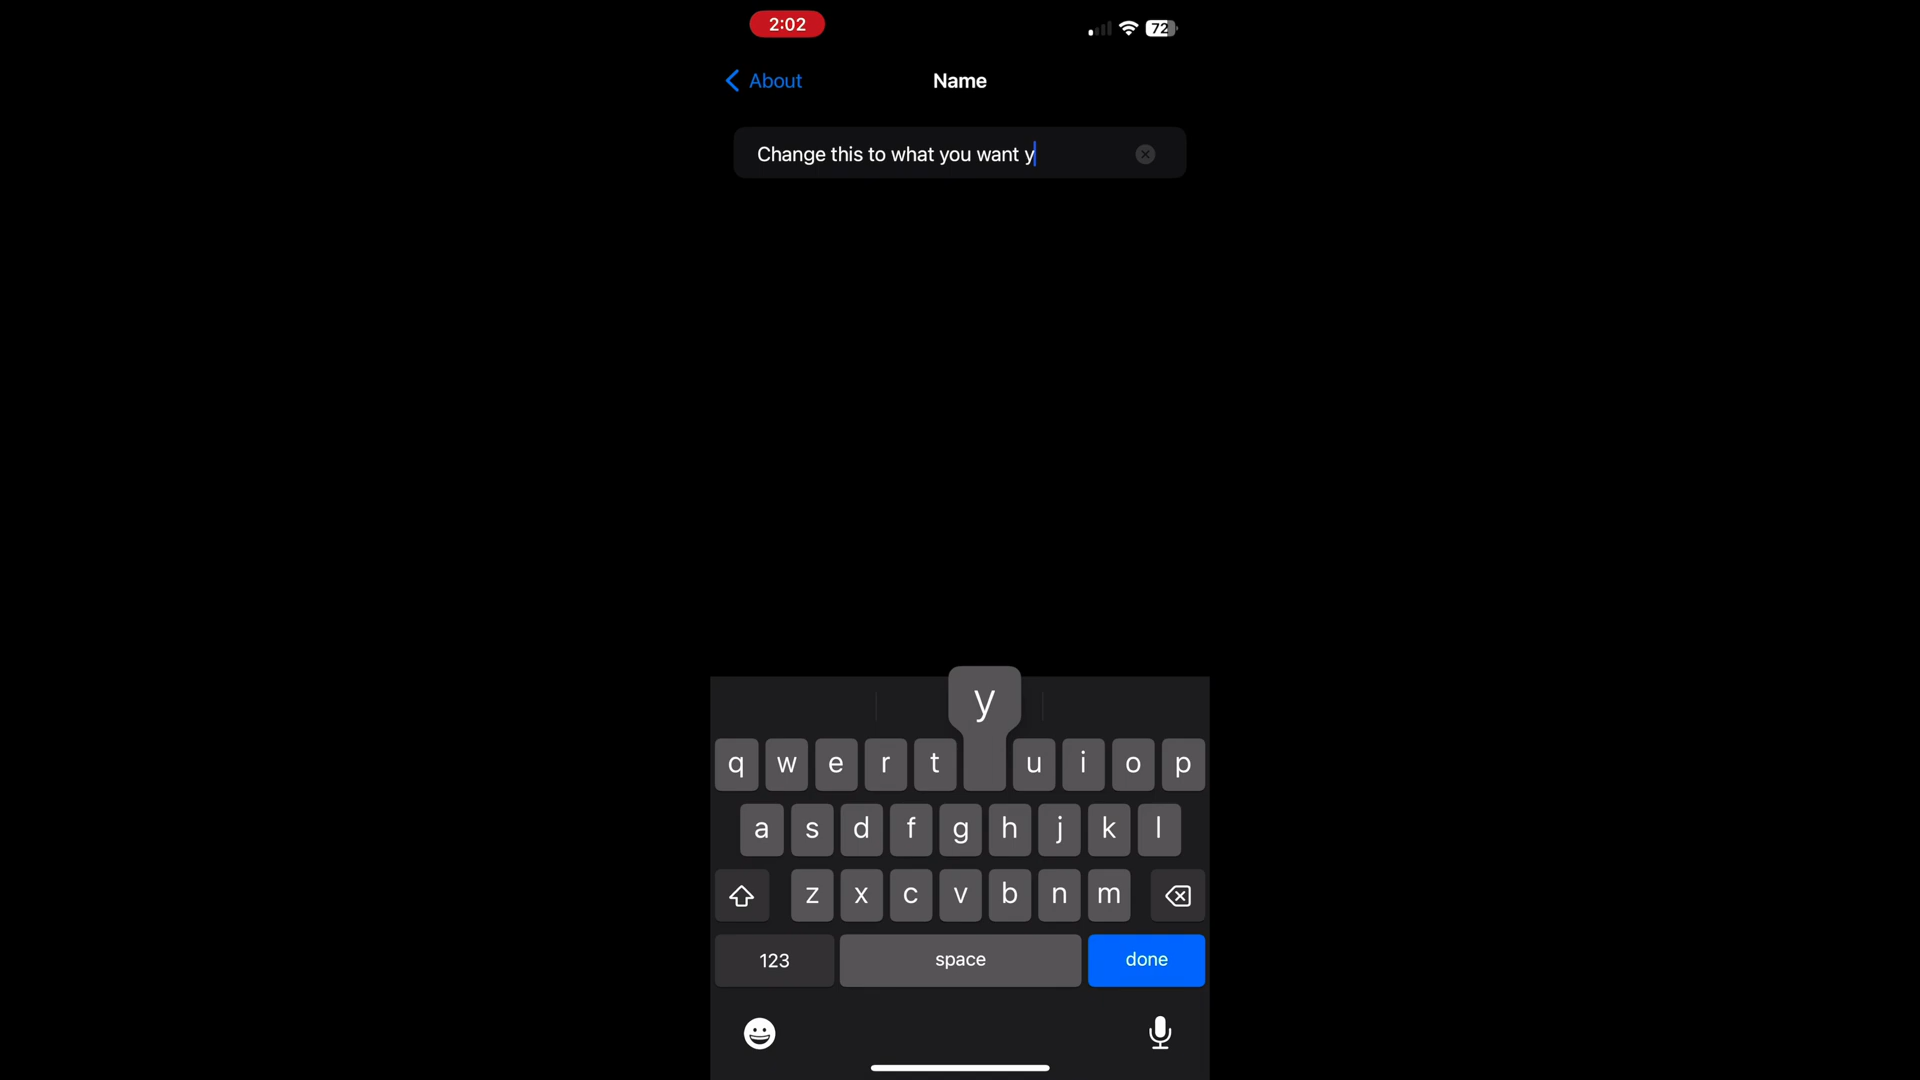 2:02
72
About
Name
Change this to what you want y
y
q w e r t u i o p
a s d f g h j k l
z x c v b n m
123 space done